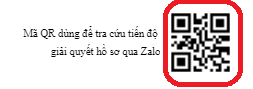 Mã QR dùng để tra cứu tiến độ
giải quyết hồ sơ qua Zalo